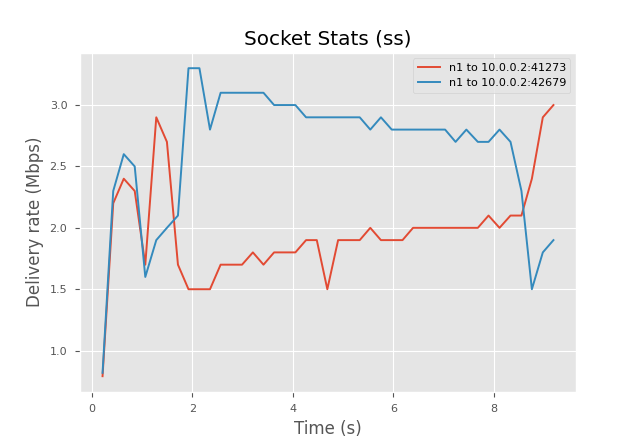 Socket Stats (ss)
n1 to 10.0.0.2:41273
n1 to 10.0.0.2:42679
Delivery rate (Mbps)
3.0
2.5
2.0
1.5
1.0
0 2 4 6 8
Time (s)